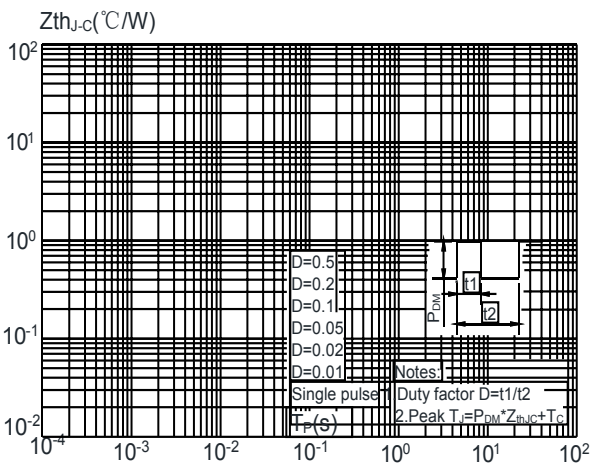 Zth_J-C(℃/W)
10²
10¹
10⁰
10⁻¹
10⁻²
D=0.5
D=0.2
D=0.1
D=0.05
D=0.02
D=0.01
Single pulse
P_DM
t1
t2
Notes:
1 Duty factor D=t1/t2
2.Peak T_J=P_DM*Z_thJC+T_C
T_P(s)
10⁻⁴
10⁻³
10⁻²
10⁻¹
10⁰
10¹
10²